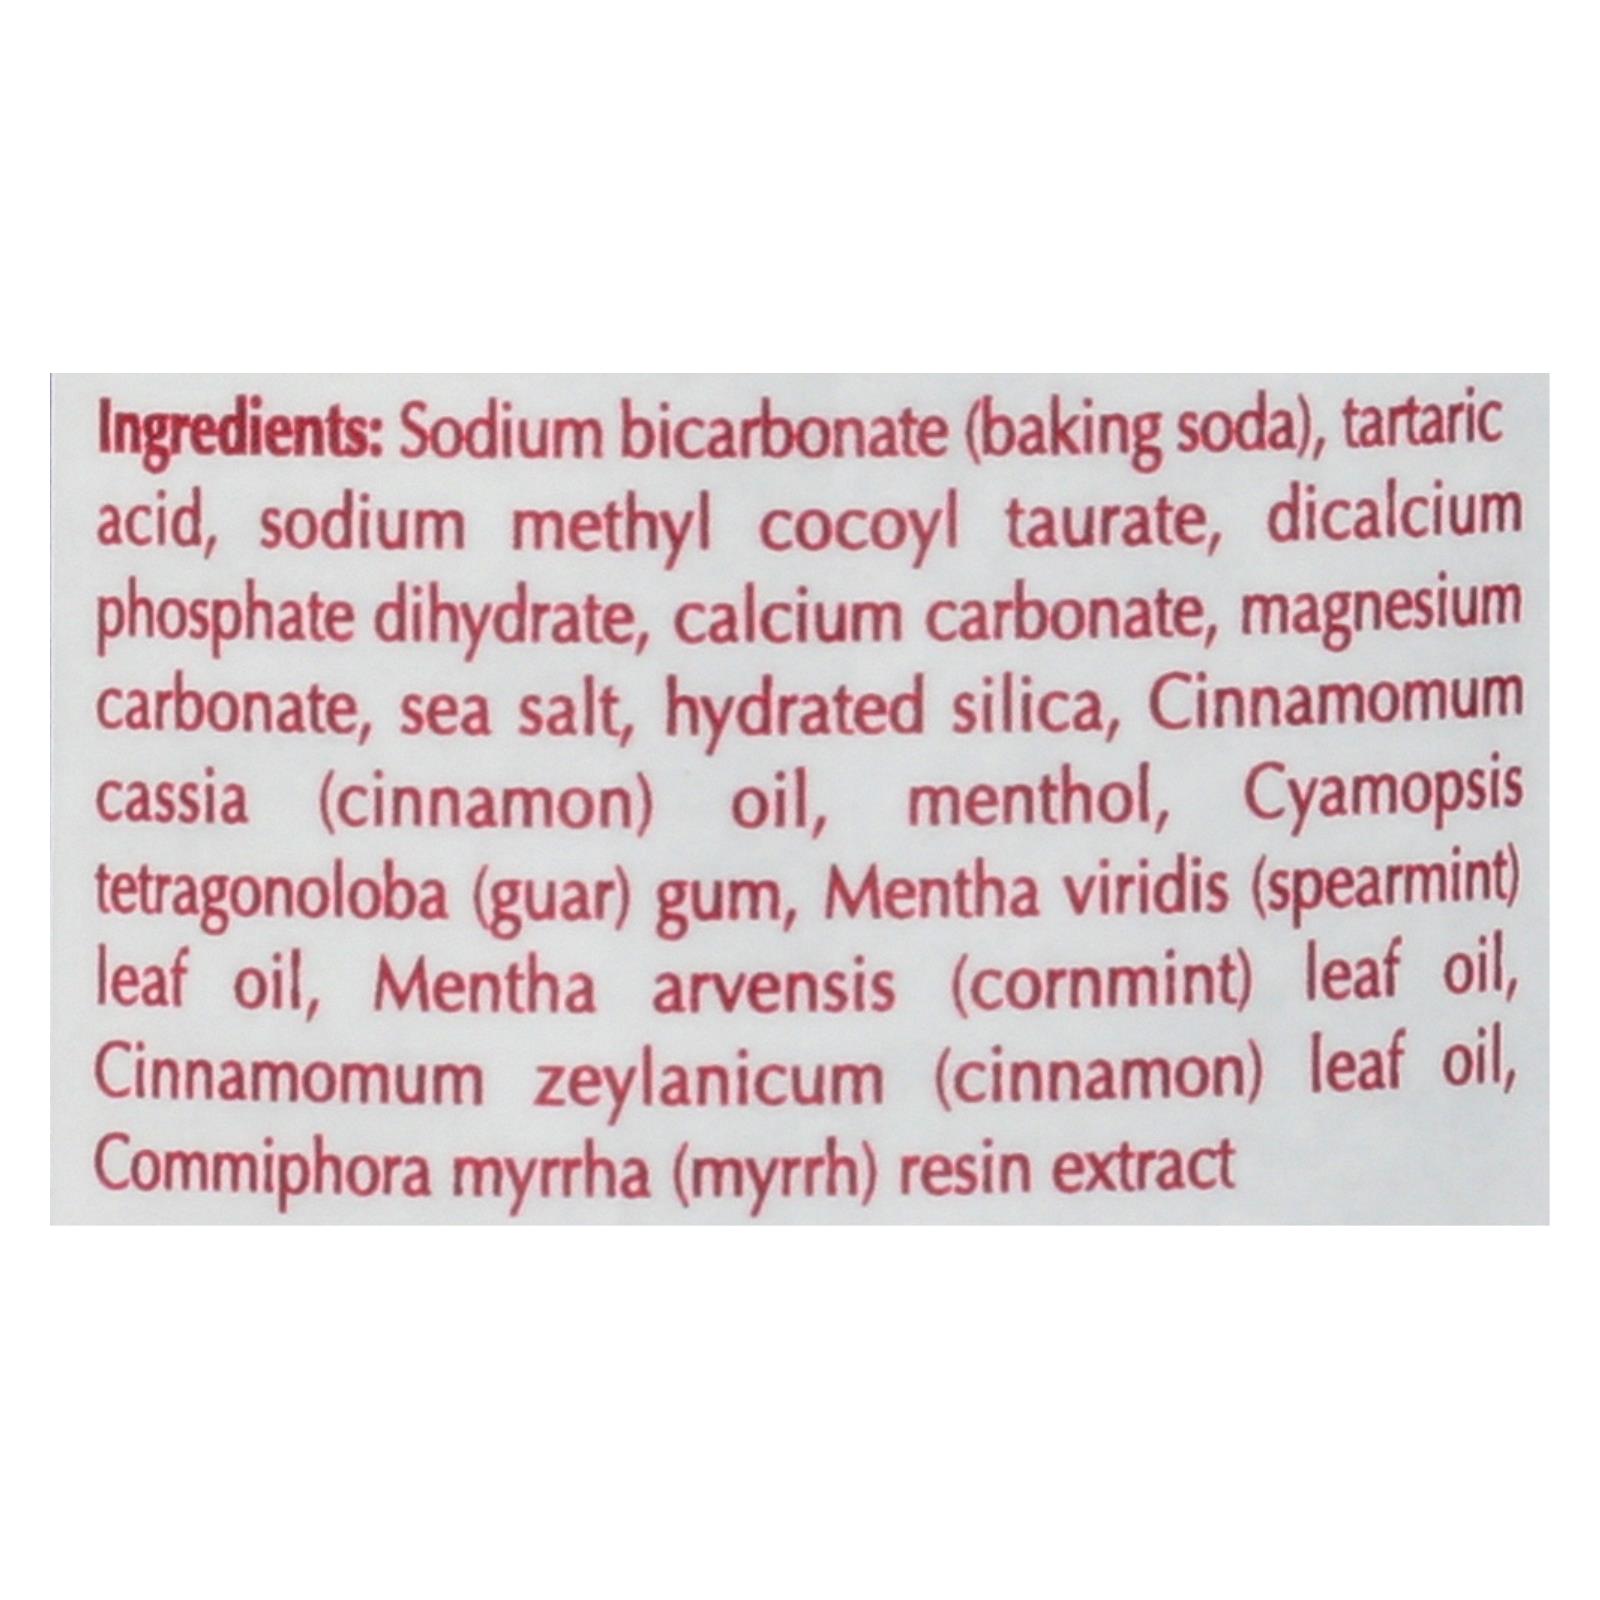 Ingredients: Sodium bicarbonate (baking soda), tartaric
acid, sodium methyl cocoyl taurate, dicalcium
phosphate dihydrate, calcium carbonate, magnesium
carbonate, sea salt, hydrated silica, Cinnamomum
cassia (cinnamon) oil, menthol, Cyamopsis
tetragonoloba (guar) gum, Mentha viridis (spearmint)
leaf oil, Mentha arvensis (cornmint) leaf oil,
Cinnamomum zeylanicum (cinnamon) leaf oil,
Commiphora myrrha (myrrh) resin extract